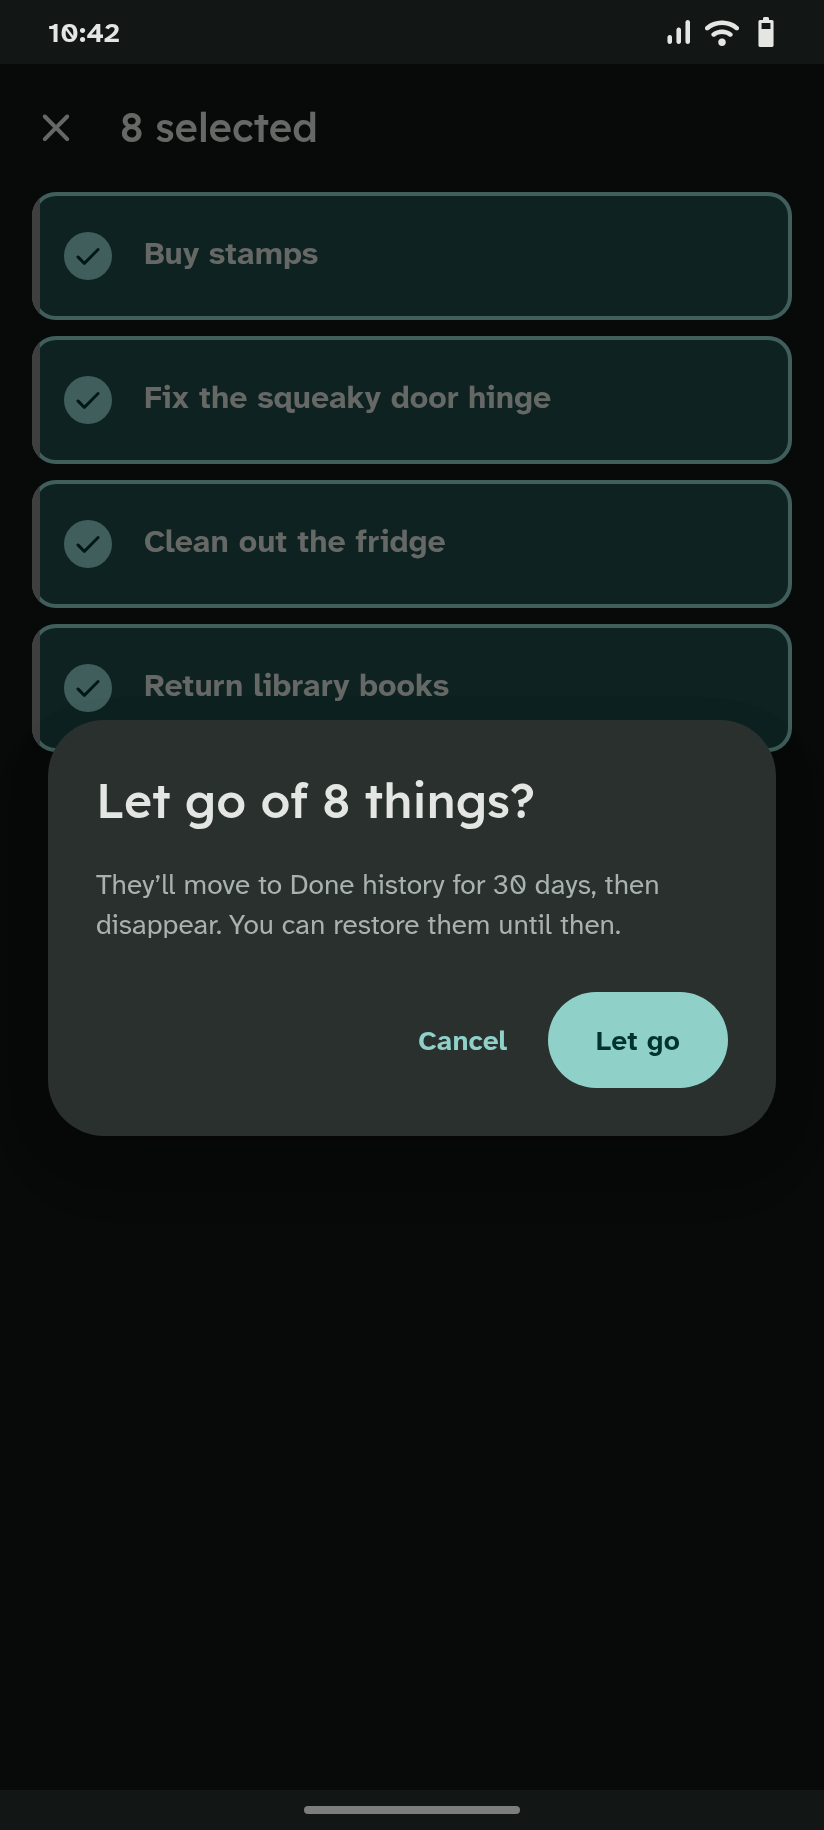 10:42
8 selected
Buy stamps
Fix the squeaky door hinge
Clean out the fridge
Return library books
Let go of 8 things?
They’ll move to Done history for 30 days, then
disappear. You can restore them until then.
Cancel
Let go